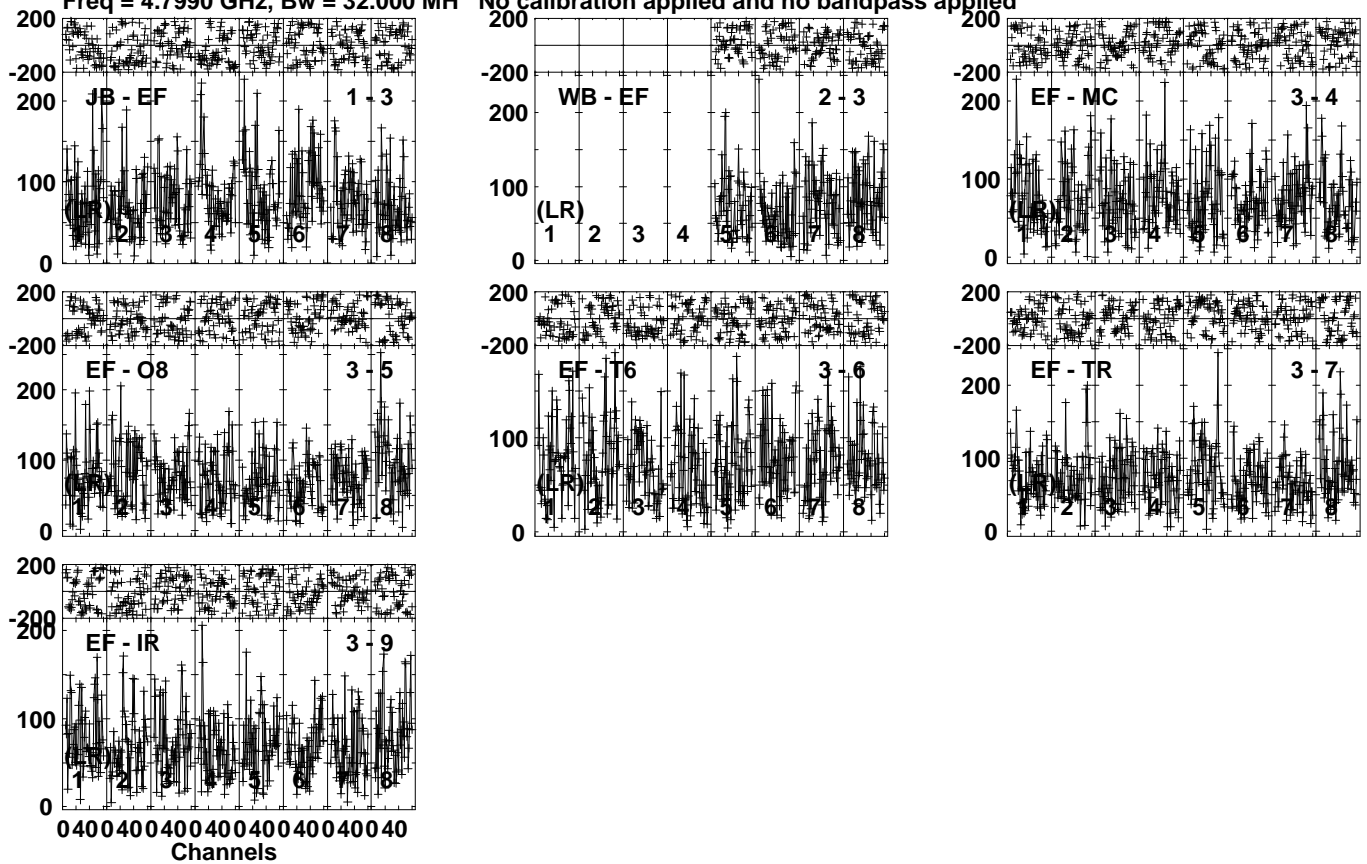 Freq = 4.7990 GHz, Bw = 32.000 MH No calibration applied and no bandpass applied
200
-200
JB - EF 1 - 3
200
100
(LR)
1 2 3 4 5 6 7 8
0
200
-200
WB - EF 2 - 3
200
100
(LR)
1 2 3 4 5 6 7 8
0
200
-200
EF - MC 3 - 4
200
100
(LR)
1 2 3 4 5 6 7 8
0
200
-200
EF - O8 3 - 5
200
100
(LR)
1 2 3 4 5 6 7 8
0
200
-200
EF - T6 3 - 6
200
100
(LR)
1 2 3 4 5 6 7 8
0
200
-200
EF - TR 3 - 7
200
100
(LR)
1 2 3 4 5 6 7 8
0
200
-200
200
EF - IR 3 - 9
100
(LR)
1 2 3 4 5 6 7 8
0
0 40 0 40 0 40 0 40 0 40 0 40 0 40 0 40
Channels